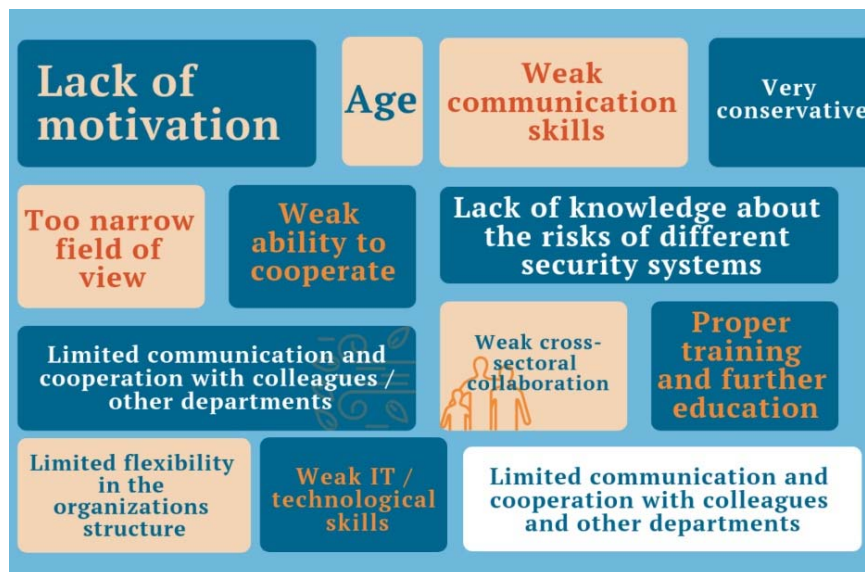 Lack of
motivation
Age
Weak
communication
skills
Very
conservative
Too narrow
field of
view
Weak
ability to
cooperate
Lack of knowledge about
the risks of different
security systems
Limited communication and
cooperation with colleagues /
other departments
Weak cross-
sectoral
collaboration
Proper
training
and further
education
Limited flexibility
in the
organizations
structure
Weak IT /
technological
skills
Limited communication and
cooperation with colleagues
and other departments